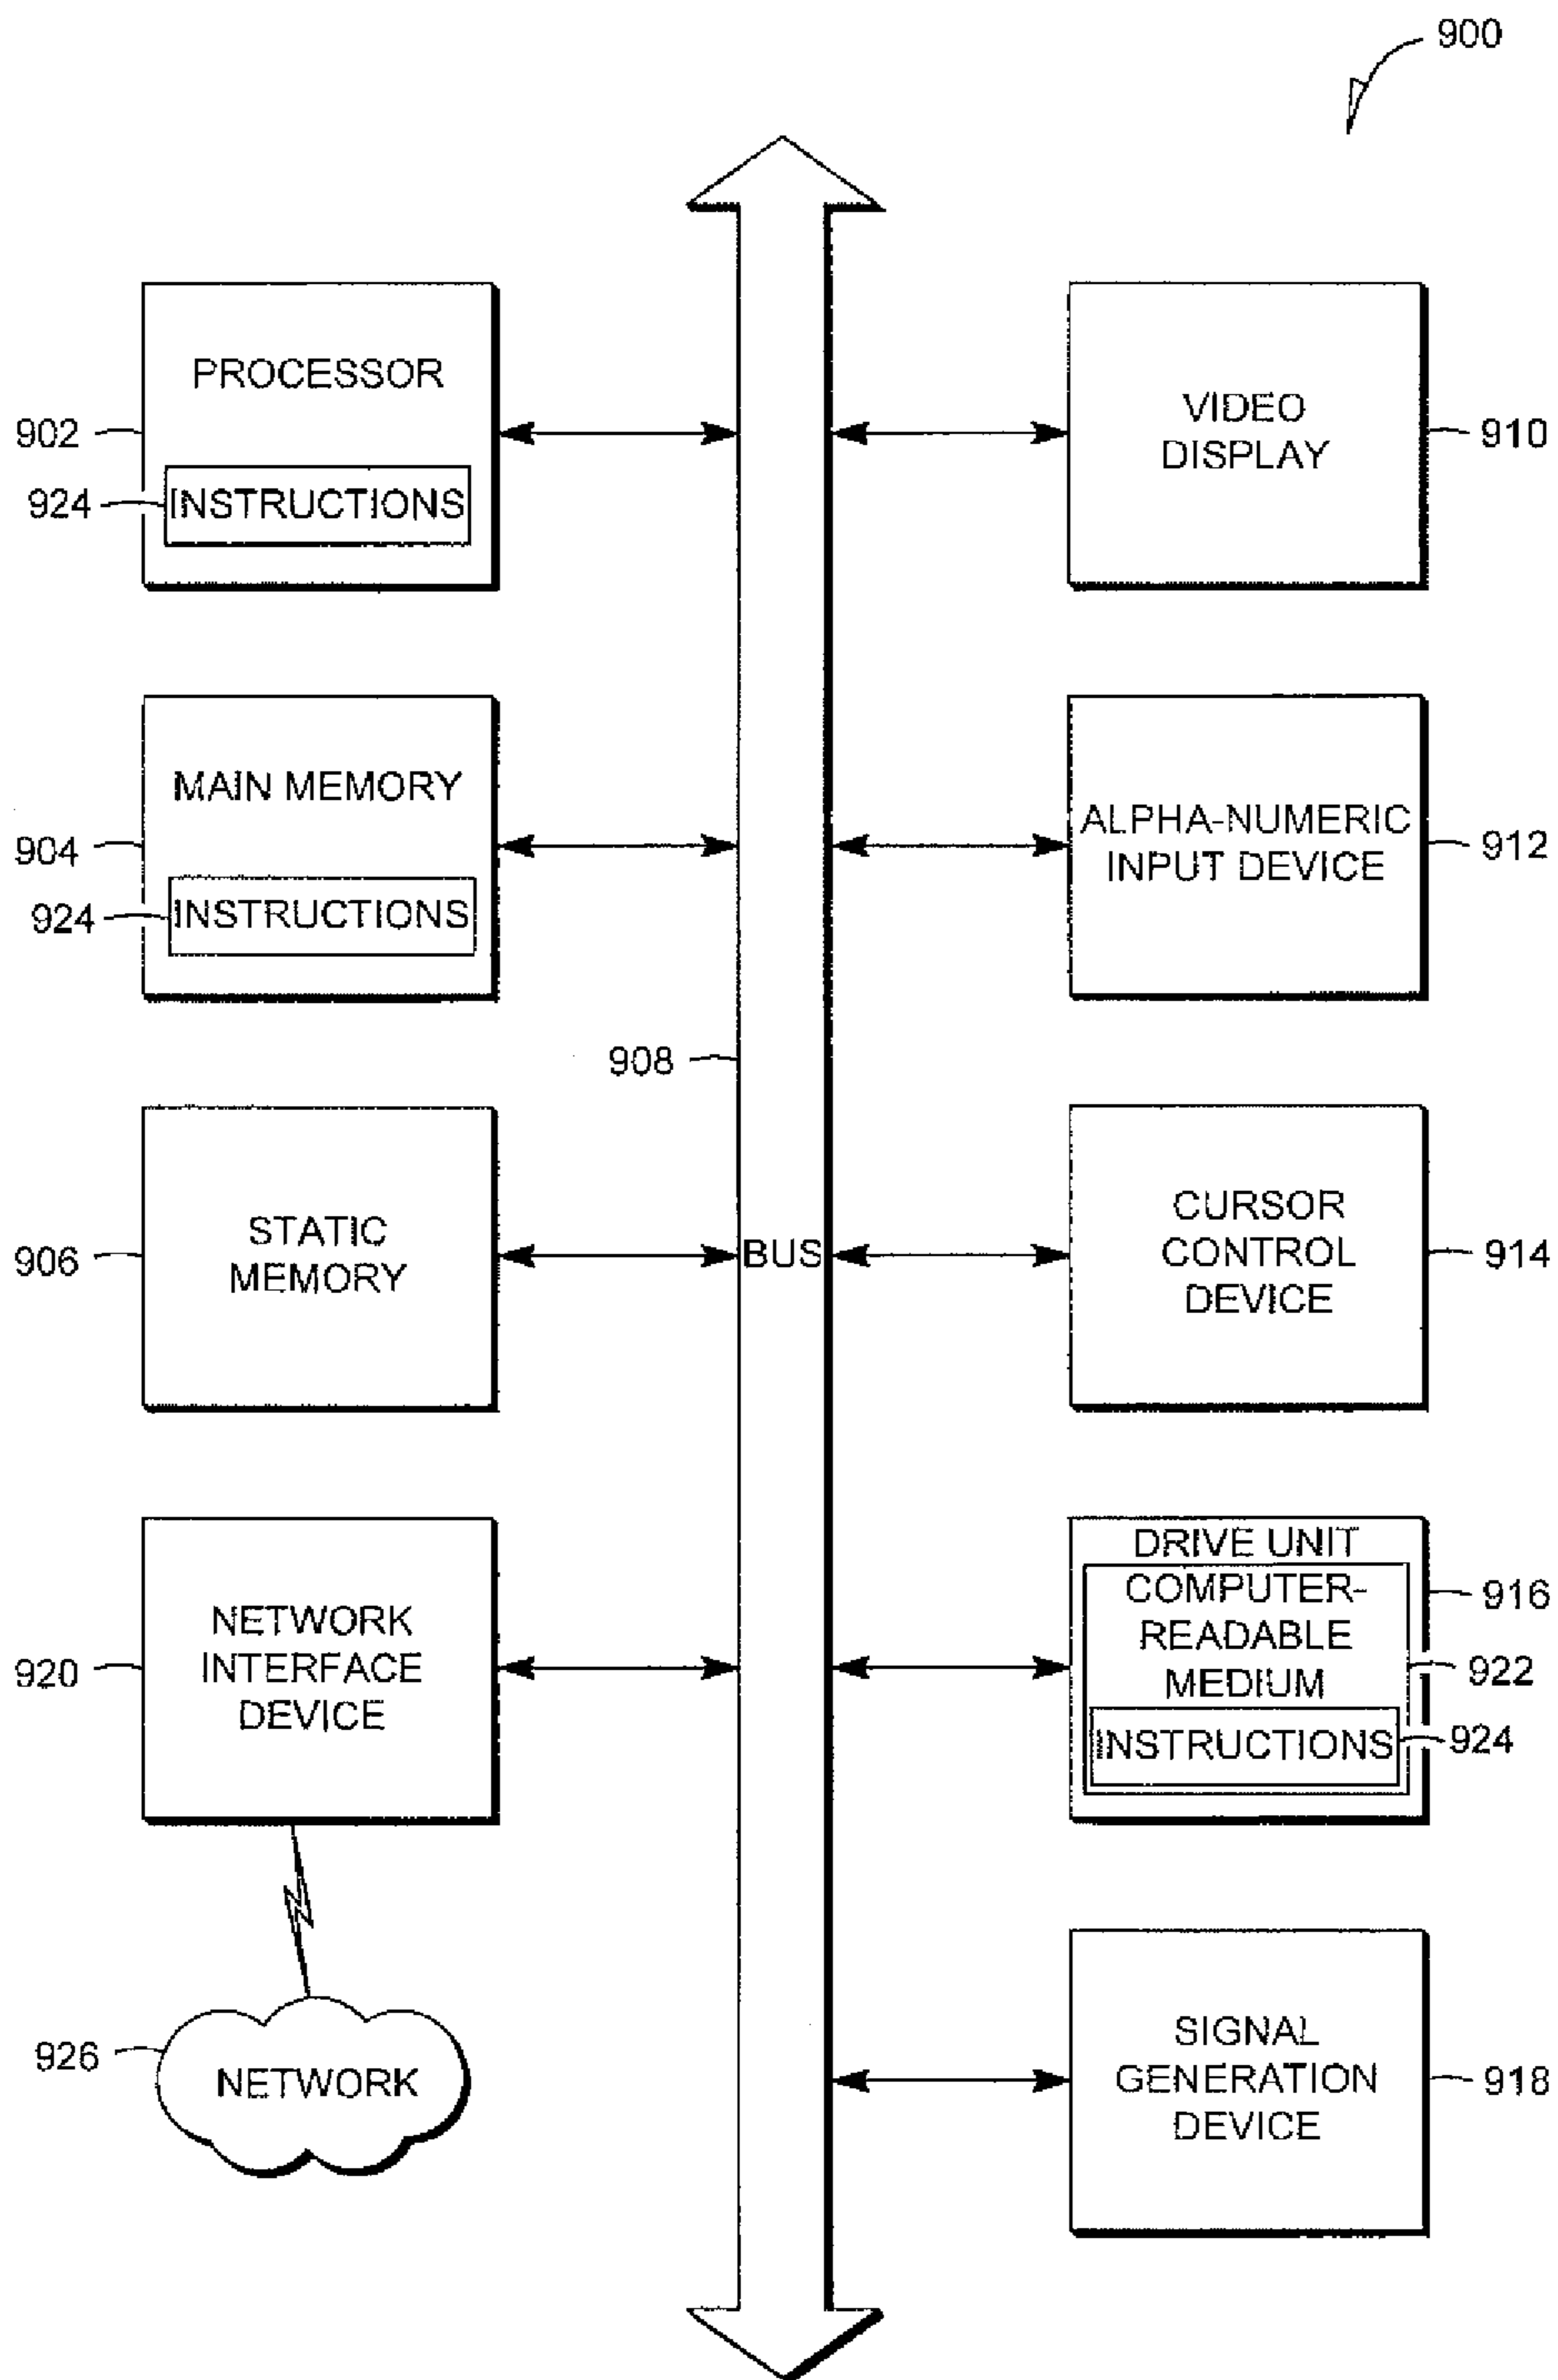 900
PROCESSOR
902
924
INSTRUCTIONS
VIDEO
DISPLAY
910
MAIN MEMORY
904
924
INSTRUCTIONS
ALPHA-NUMERIC
INPUT DEVICE
912
908
STATIC
MEMORY
906
BUS
CURSOR
CONTROL
DEVICE
914
NETWORK
INTERFACE
DEVICE
920
DRIVE UNIT
COMPUTER-
READABLE
MEDIUM
916
922
INSTRUCTIONS
924
926
NETWORK
SIGNAL
GENERATION
DEVICE
918